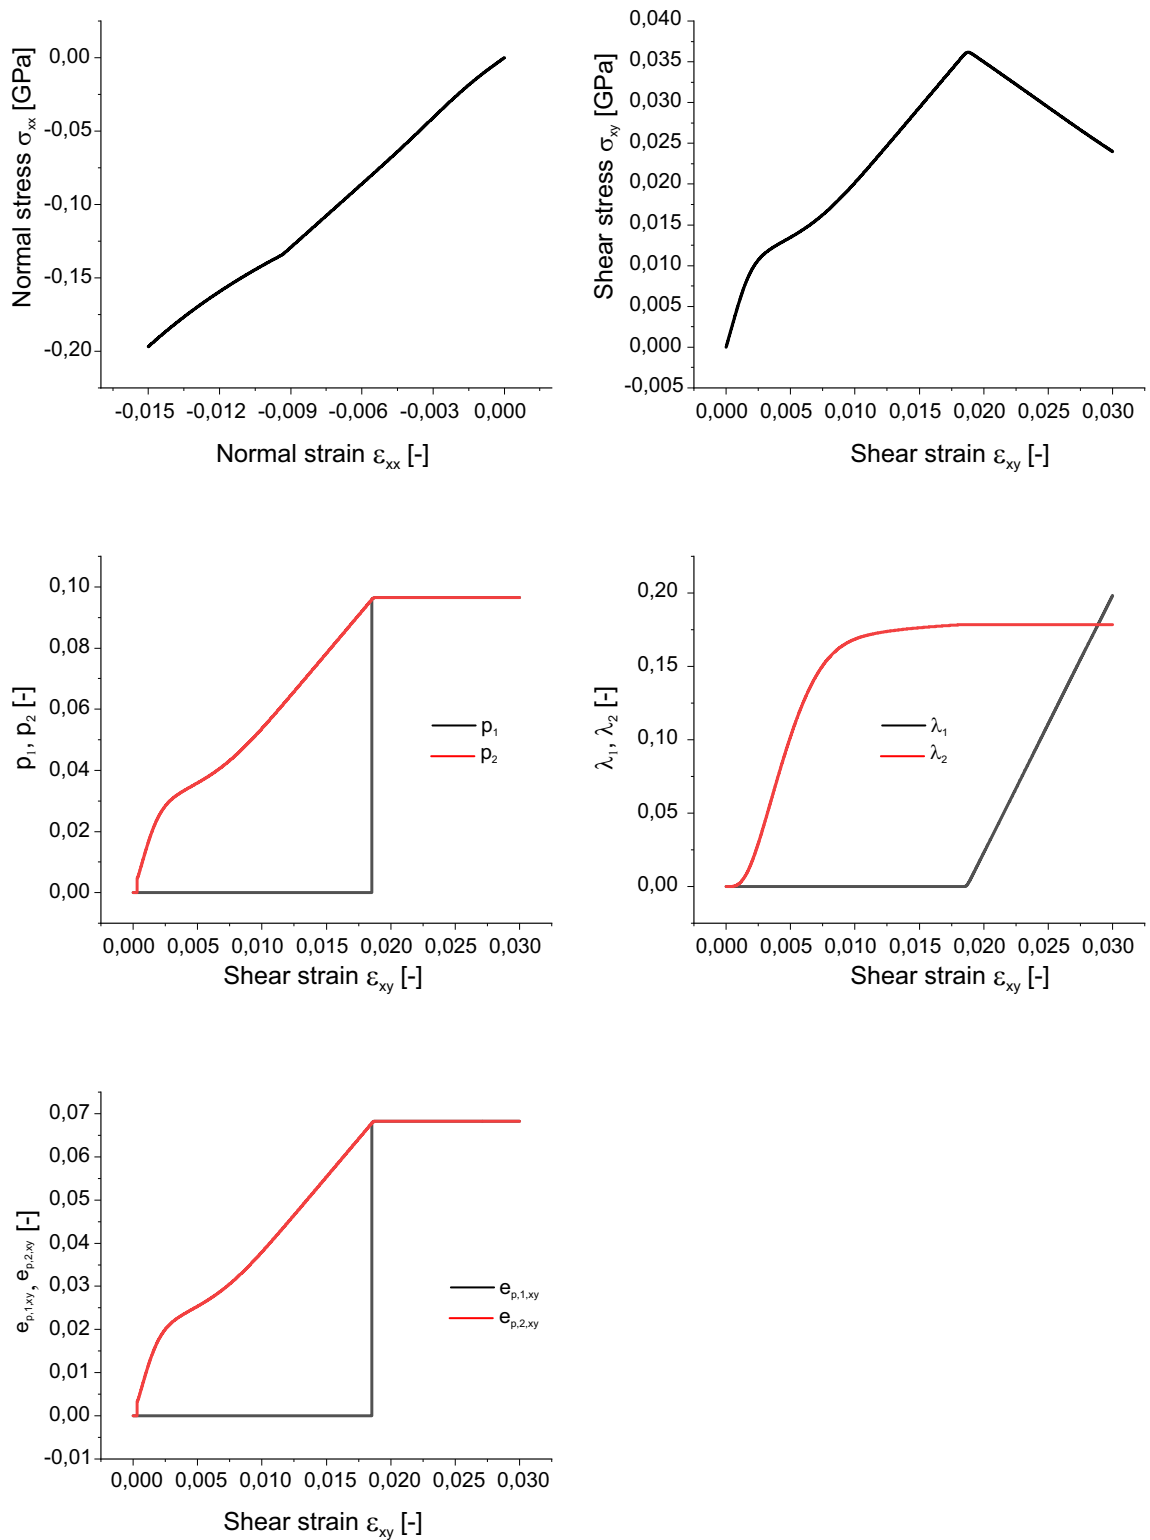 0,00
-0,05
-0,10
-0,15
-0,20
Normal stress σxx [GPa]
-0,015 -0,012 -0,009 -0,006 -0,003 0,000
Normal strain εxx [-]
0,040
0,035
0,030
0,025
0,020
0,015
0,010
0,005
0,000
-0,005
Shear stress σxy [GPa]
0,000 0,005 0,010 0,015 0,020 0,025 0,030
Shear strain εxy [-]
0,10
0,08
0,06
0,04
0,02
0,00
p1, p2 [-]
p1
p2
0,000 0,005 0,010 0,015 0,020 0,025 0,030
Shear strain εxy [-]
0,20
0,15
0,10
0,05
0,00
λ1, λ2 [-]
λ1
λ2
0,000 0,005 0,010 0,015 0,020 0,025 0,030
Shear strain εxy [-]
0,07
0,06
0,05
0,04
0,03
0,02
0,01
0,00
-0,01
ep,1,xy, ep,2,xy [-]
ep,1,xy
ep,2,xy
0,000 0,005 0,010 0,015 0,020 0,025 0,030
Shear strain εxy [-]